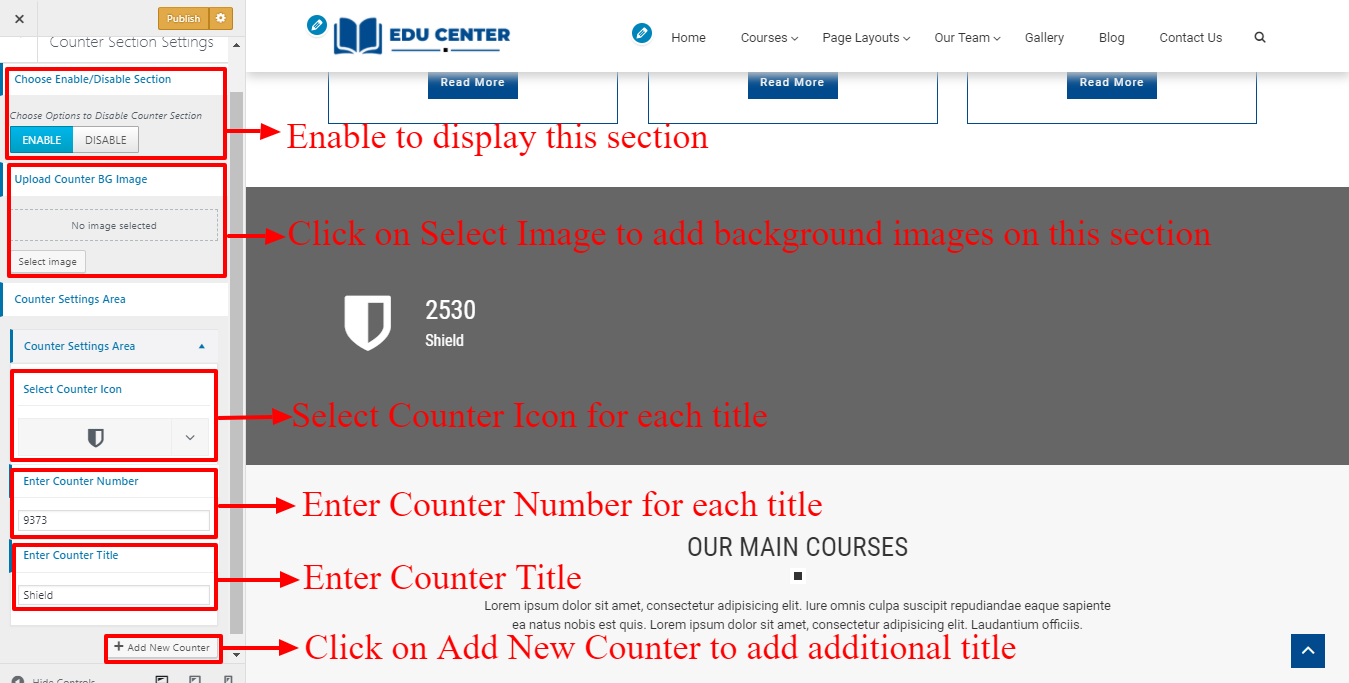 Publish
Counter Section Settings
Choose Enable/Disable Section
Choose Options to Disable Counter Section
ENABLE DISABLE
Upload Counter BG Image
No image selected
Select image
Counter Settings Area
Counter Settings Area
Select Counter Icon
Enter Counter Number
9373
Enter Counter Title
Shield
+ Add New Counter
Hide Controls
EDU CENTER
Home Courses Page Layouts Our Team Gallery Blog Contact Us
Read More Read More Read More
Enable to display this section
Click on Select Image to add background images on this section
2530
Shield
Select Counter Icon for each title
Enter Counter Number for each title
OUR MAIN COURSES
Enter Counter Title
Lorem ipsum dolor sit amet, consectetur adipisicing elit. Iure omnis culpa suscipit repudiandae eaque sapiente
ea natus nobis est quis. Lorem ipsum dolor sit amet, consectetur adipisicing elit. Laudantium officiis.
Click on Add New Counter to add additional title